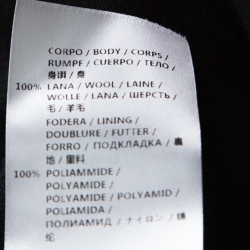 CORPO / BODY / CORPS /
RUMPF / CUERPO / ТЕЛО /
身頃 / 身
100% LANA / WOOL / LAINE /
WOLLE / LANA / ШЕРСТЬ /
毛 / 羊毛
FODERA / LINING /
DOUBLURE / FUTTER /
FORRO / ПОДКЛАДКА / 裏
地 / 里料
100% POLIAMMIDE /
POLYAMIDE /
POLYAMIDE / POLYAMID /
POLIAMIDA /
ПОЛИАМИД / ナイロン / 锦